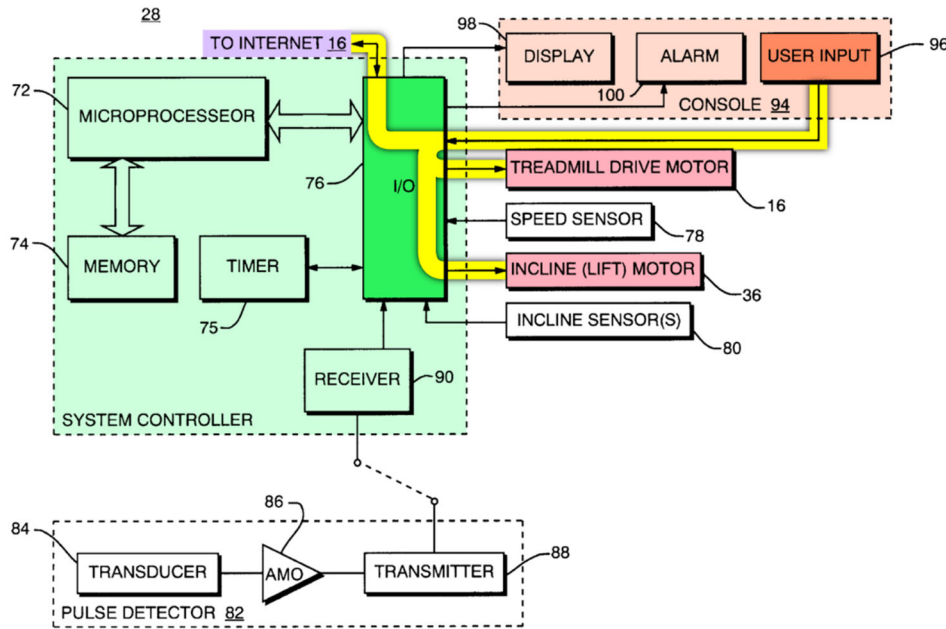 28
TO INTERNET 16
98
DISPLAY
ALARM
USER INPUT
96
100
CONSOLE 94
72
MICROPROCESSEOR
76
I/O
TREADMILL DRIVE MOTOR
16
SPEED SENSOR
78
74
MEMORY
TIMER
75
INCLINE (LIFT) MOTOR
36
INCLINE SENSOR(S)
80
RECEIVER
90
SYSTEM CONTROLLER
84
TRANSDUCER
86
AMO
TRANSMITTER
88
PULSE DETECTOR 82